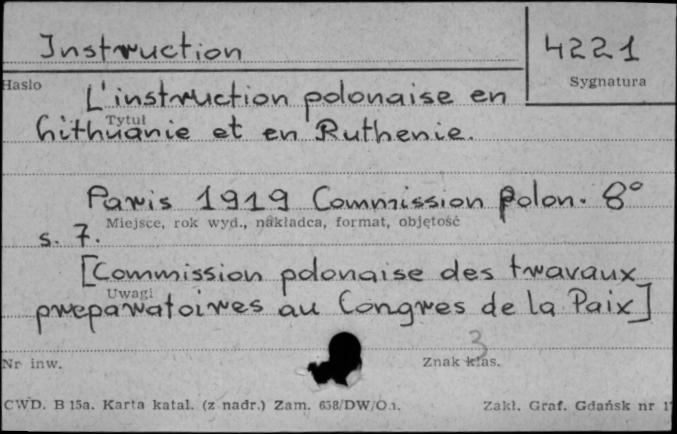 Instruction
4221
Hasło
Sygnatura
L'instruction polonaise en
Tytuł
Lithuanie et en Ruthenie.
Paris 1919 Commission polon. 8°
Miejsce, rok wyd., nakładca, format, objętość
s. 7.
[Commission polonaise des travaux
Uwagi
preparatoires au Congres de la Paix]
3
Nr inw.
Znak klas.
CWD. B 15a. Karta katal. (z nadr.) Zam. 658/DW/O.
Zakł. Graf. Gdańsk nr